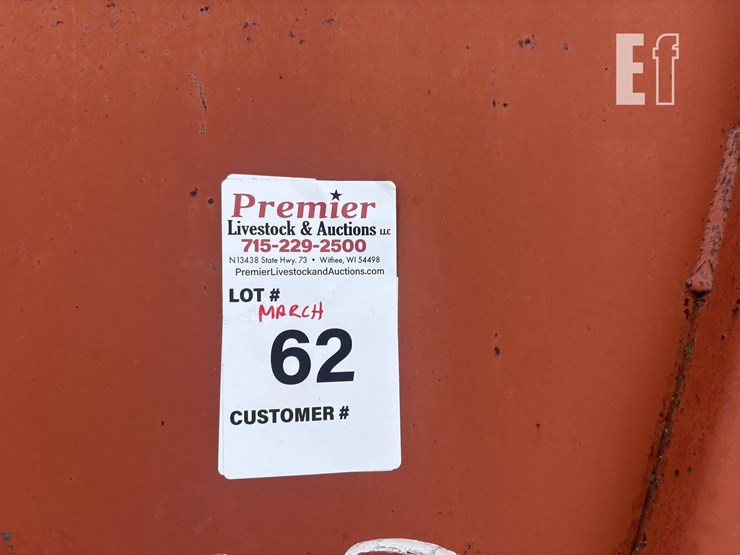 Ef
Premier
Livestock & Auctions LLC
715-229-2500
N13438 State Hwy. 73 • Withee, WI 54498
PremierLivestockandAuctions.com
LOT #
MARCH
62
CUSTOMER #